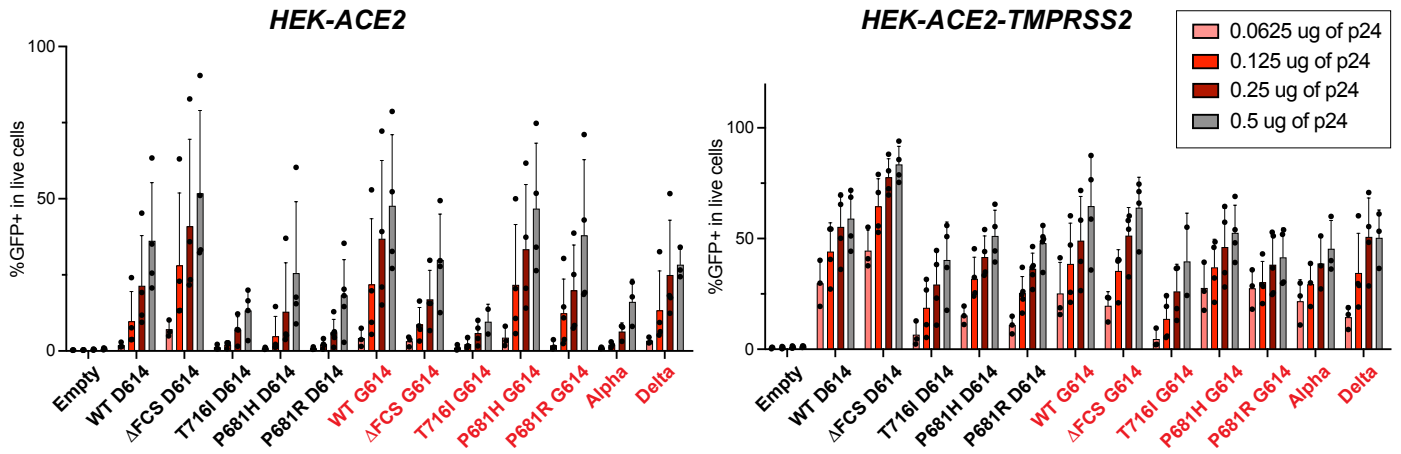 HEK-ACE2
%GFP+ in live cells
100
50
0
Empty
WT D614
ΔFCS D614
T716I D614
P681H D614
P681R D614
WT G614
ΔFCS G614
T716I G614
P681H G614
P681R G614
Alpha
Delta
HEK-ACE2-TMPRSS2
%GFP+ in live cells
100
50
0
Empty
WT D614
ΔFCS D614
T716I D614
P681H D614
P681R D614
WT G614
ΔFCS G614
T716I G614
P681H G614
P681R G614
Alpha
Delta
0.0625 ug of p24
0.125 ug of p24
0.25 ug of p24
0.5 ug of p24